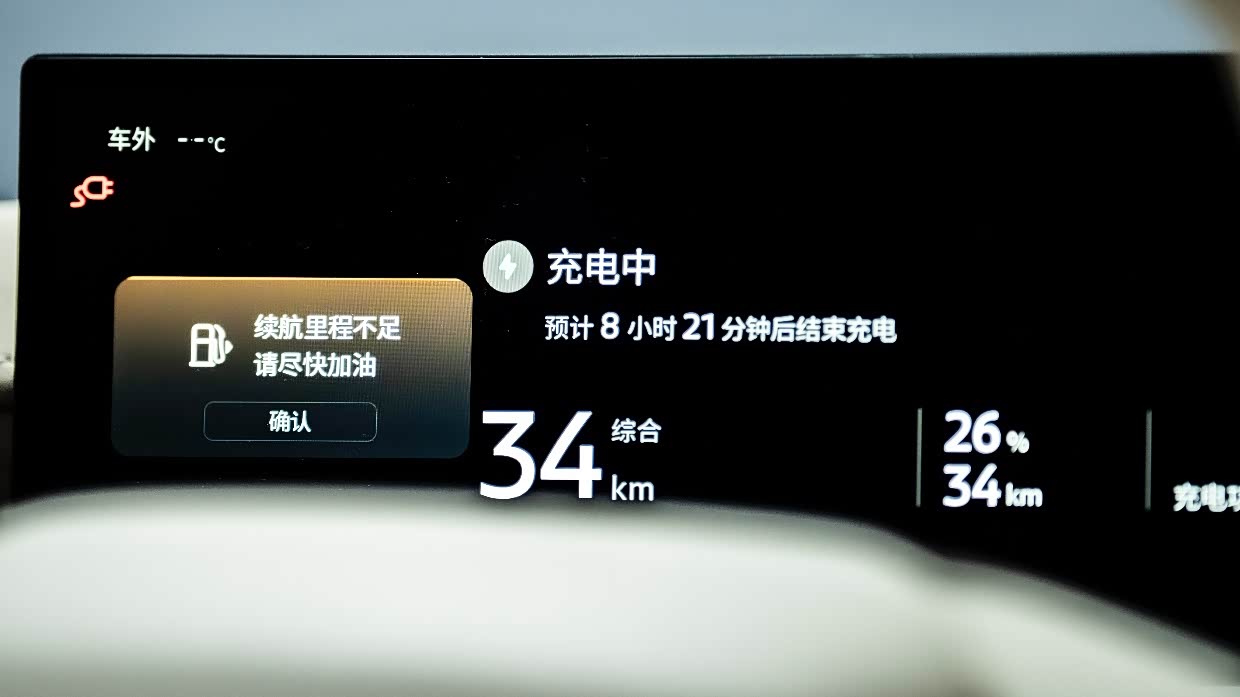 车外 --°C
充电中
预计 8 小时 21 分钟后结束充电
续航里程不足
请尽快加油
确认
34 综合 km
26 %
34 km
充电